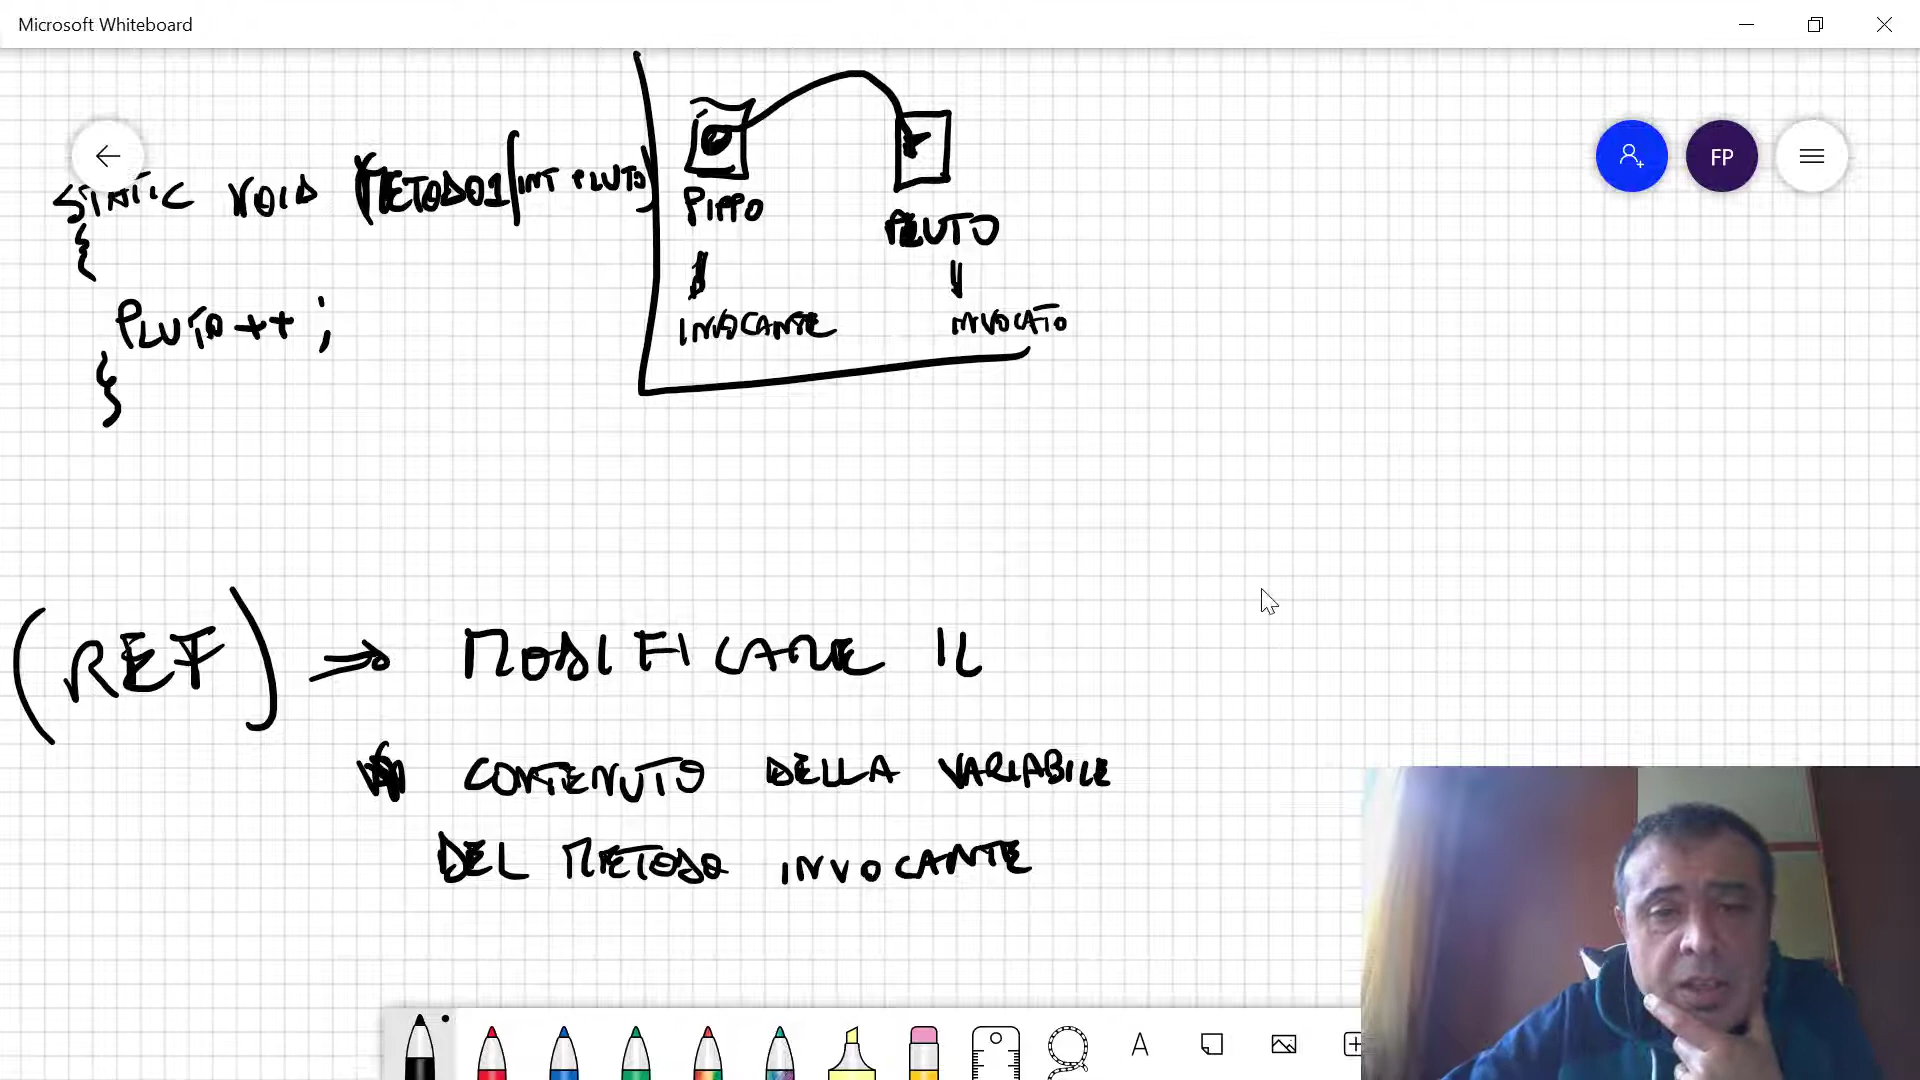 Microsoft Whiteboard
FP
STATIC VOID METODO1(INT PLUTO)
{
PLUTO++;
}
PIPPO
PLUTO
INVOCANTE
INVOCATO
(REF) ⇒ MODIFICARE IL
CONTENUTO DELLA VARIABILE
DEL METODO INVOCANTE
A